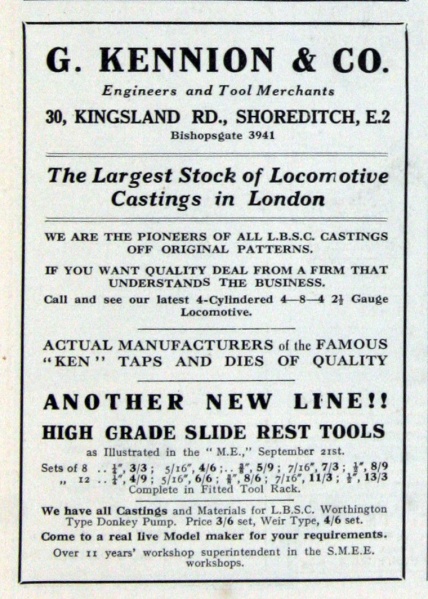 G. KENNION & CO.
Engineers and Tool Merchants
30, KINGSLAND RD., SHOREDITCH, E.2
Bishopsgate 3941
The Largest Stock of Locomotive
Castings in London
WE ARE THE PIONEERS OF ALL L.B.S.C. CASTINGS
OFF ORIGINAL PATTERNS.
IF YOU WANT QUALITY DEAL FROM A FIRM THAT
UNDERSTANDS THE BUSINESS.
Call and see our latest 4-Cylindered 4—8—4 2½ Gauge
Locomotive.
ACTUAL MANUFACTURERS of the FAMOUS
"KEN" TAPS AND DIES OF QUALITY
ANOTHER NEW LINE!!
HIGH GRADE SLIDE REST TOOLS
as Illustrated in the "M.E.," September 21st.
Sets of 8 .. ¼", 3/3; 5/16", 4/6; .. ⅜", 5/9; 7/16", 7/3; ½", 8/9
„ 12 .. ¼", 4/9; 5/16", 6/6; ⅜", 8/6; 7/16", 11/3; ½", 13/3
Complete in Fitted Tool Rack.
We have all Castings and Materials for L.B.S.C. Worthington
Type Donkey Pump. Price 3/6 set, Weir Type, 4/6 set.
Come to a real live Model maker for your requirements.
Over 11 years' workshop superintendent in the S.M.E.E.
workshops.